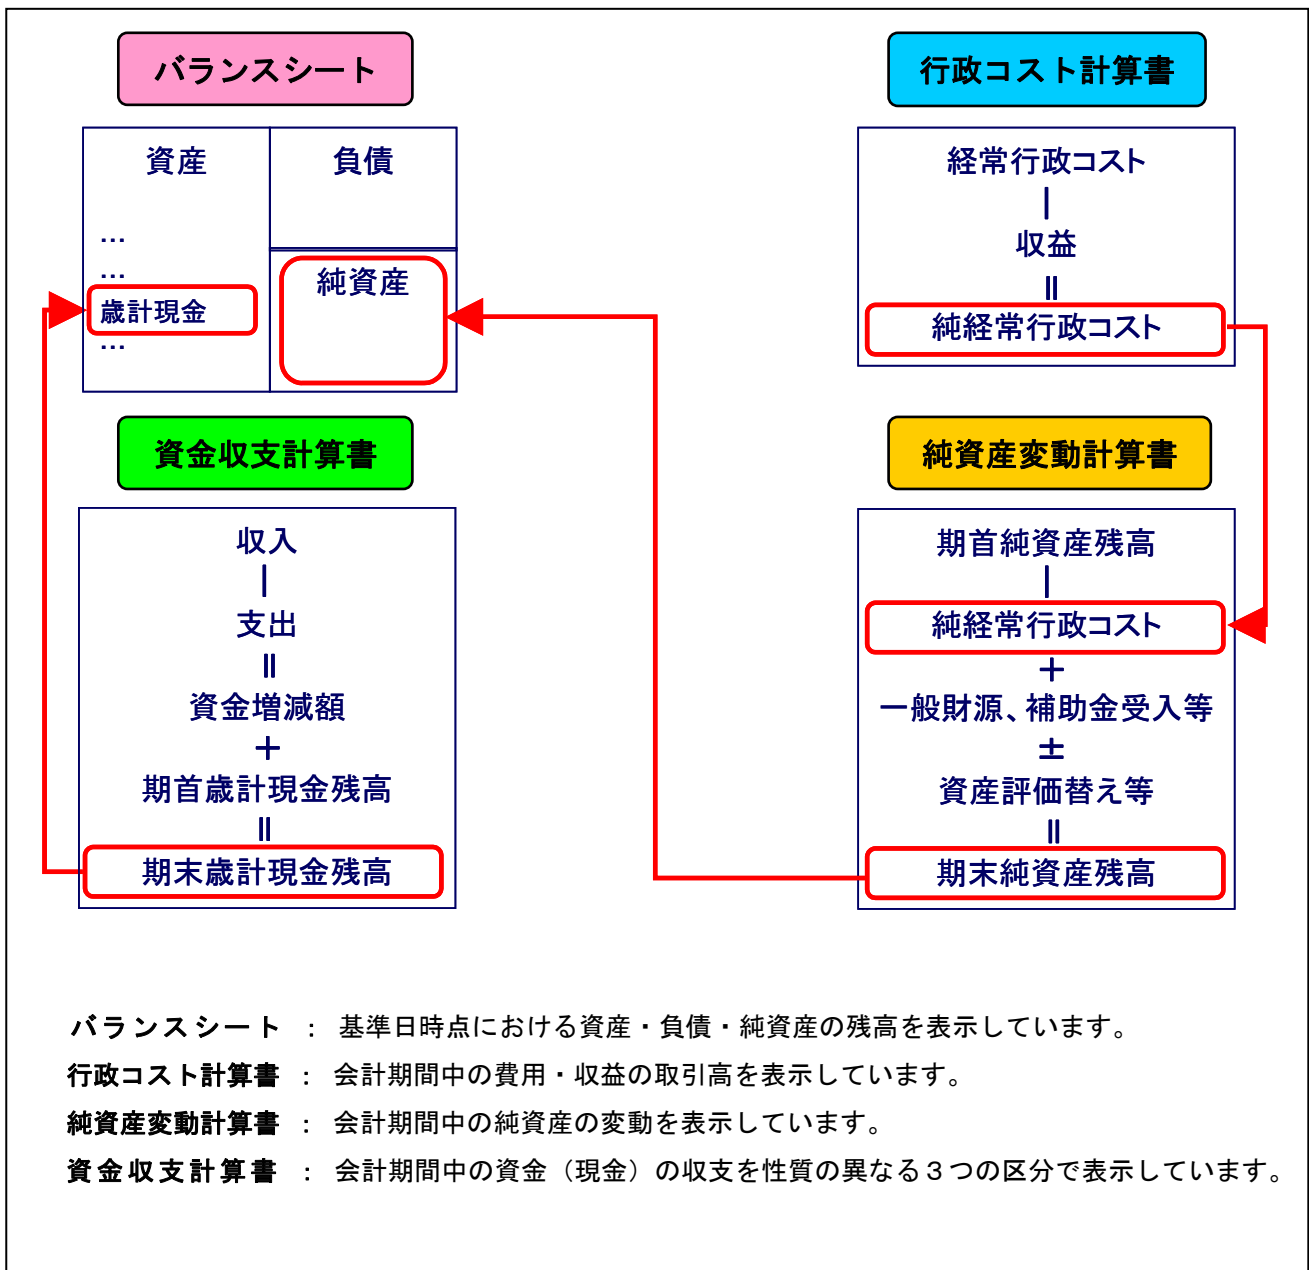 バランスシート
資産
負債
…
…
歳計現金
…
純資産
行政コスト計算書
経常行政コスト
－
収益
＝
純経常行政コスト
資金収支計算書
収入
－
支出
＝
資金増減額
＋
期首歳計現金残高
＝
期末歳計現金残高
純資産変動計算書
期首純資産残高
－
純経常行政コスト
＋
一般財源、補助金受入等
±
資産評価替え等
＝
期末純資産残高
バランスシート ： 基準日時点における資産・負債・純資産の残高を表示しています。
行政コスト計算書 ： 会計期間中の費用・収益の取引高を表示しています。
純資産変動計算書 ： 会計期間中の純資産の変動を表示しています。
資金収支計算書 ： 会計期間中の資金（現金）の収支を性質の異なる３つの区分で表示しています。